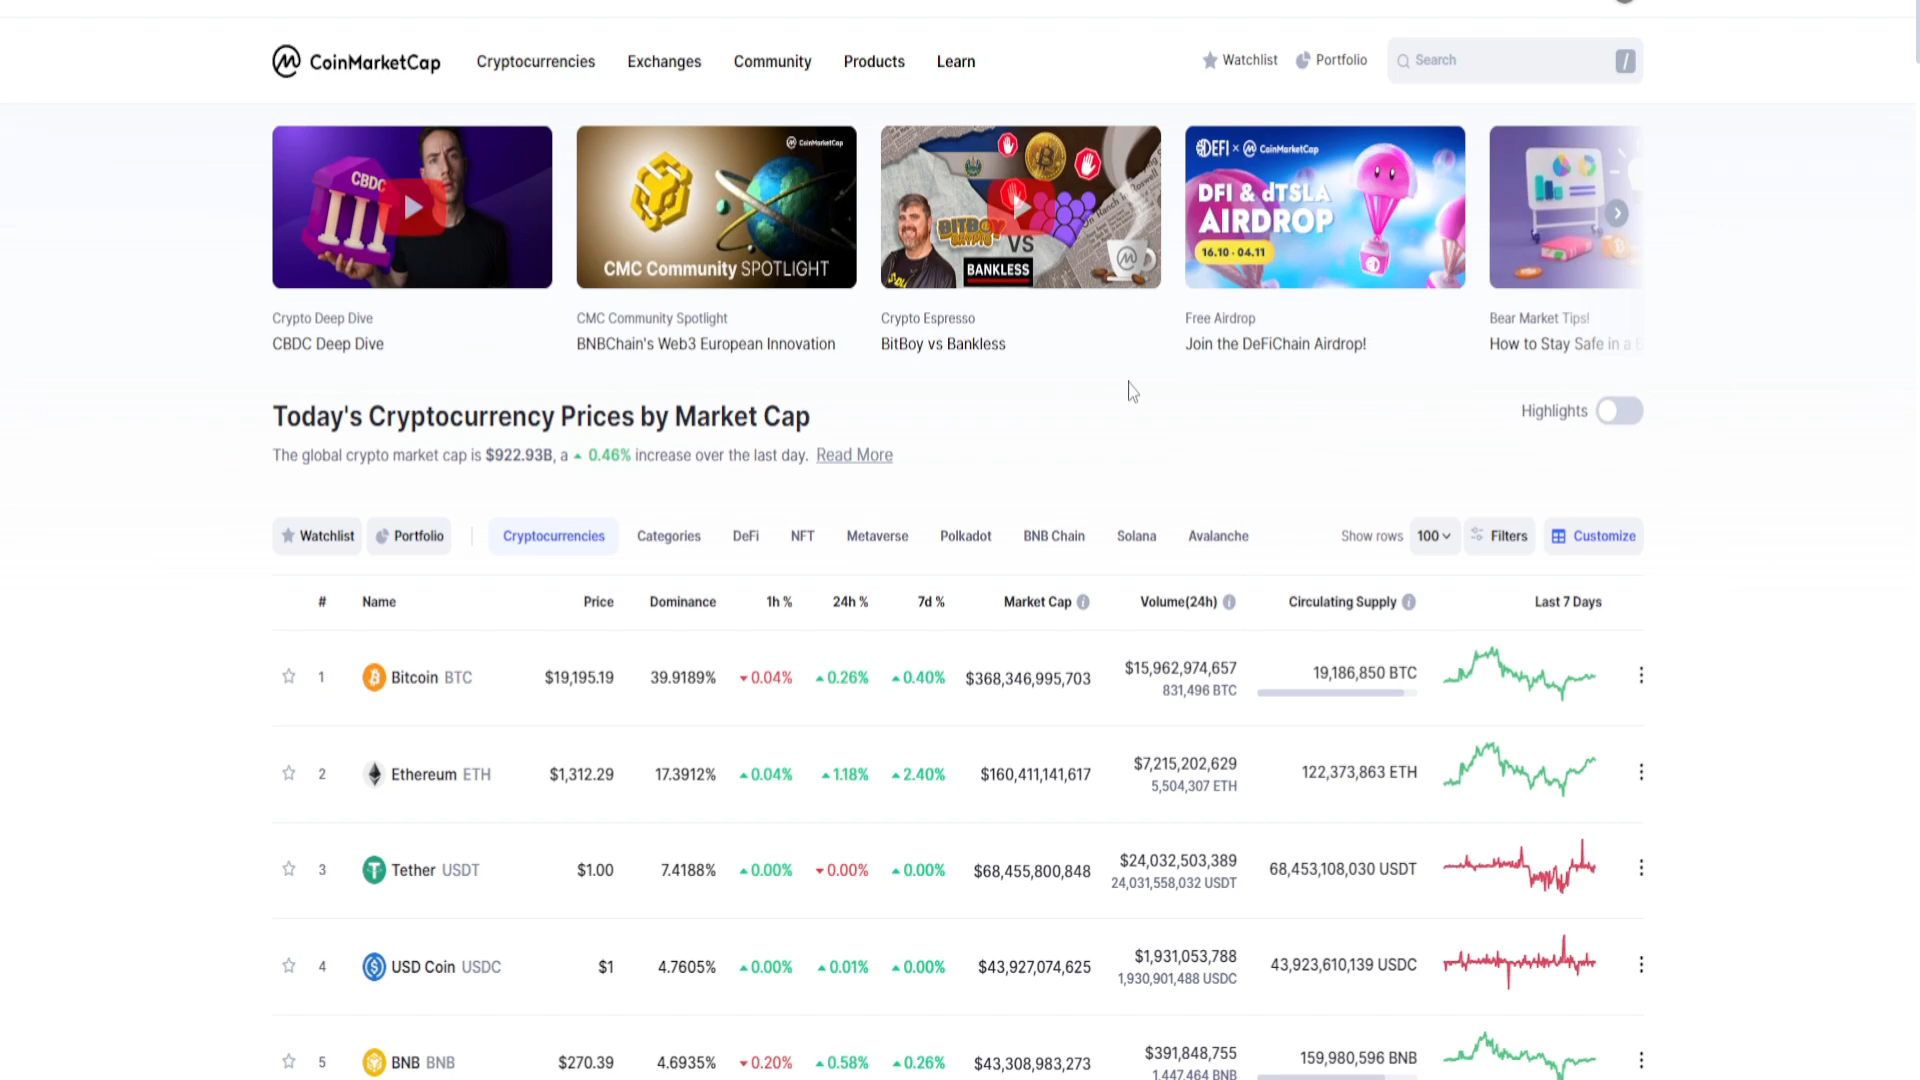 CoinMarketCap Cryptocurrencies Exchanges Community Products Learn Watchlist Portfolio Search /
CBDC
CoinMarketCap
CMC Community SPOTLIGHT
BITBOY
CRYPTO
VS
BANKLESS
DEFI × CoinMarketCap
DFI & dTSLA
AIRDROP
16.10 - 04.11
Crypto Deep Dive
CBDC Deep Dive
CMC Community Spotlight
BNBChain's Web3 European Innovation
Crypto Espresso
BitBoy vs Bankless
Free Airdrop
Join the DeFiChain Airdrop!
Bear Market Tips!
How to Stay Safe in a
Today's Cryptocurrency Prices by Market Cap
Highlights
The global crypto market cap is $922.93B, a 0.46% increase over the last day. Read More
Watchlist Portfolio Cryptocurrencies Categories DeFi NFT Metaverse Polkadot BNB Chain Solana Avalanche Show rows 100 Filters Customize
# Name Price Dominance 1h % 24h % 7d % Market Cap Volume(24h) Circulating Supply Last 7 Days
1 Bitcoin BTC $19,195.19 39.9189% 0.04% 0.26% 0.40% $368,346,995,703 $15,962,974,657 19,186,850 BTC
831,496 BTC
2 Ethereum ETH $1,312.29 17.3912% 0.04% 1.18% 2.40% $160,411,141,617 $7,215,202,629 122,373,863 ETH
5,504,307 ETH
3 Tether USDT $1.00 7.4188% 0.00% 0.00% 0.00% $68,455,800,848 $24,032,503,389 68,453,108,030 USDT
24,031,558,032 USDT
4 USD Coin USDC $1 4.7605% 0.00% 0.01% 0.00% $43,927,074,625 $1,931,053,788 43,923,610,139 USDC
1,930,901,488 USDC
5 BNB BNB $270.39 4.6935% 0.20% 0.58% 0.26% $43,308,983,273 $391,848,755 159,980,596 BNB
1,447,464 BNB